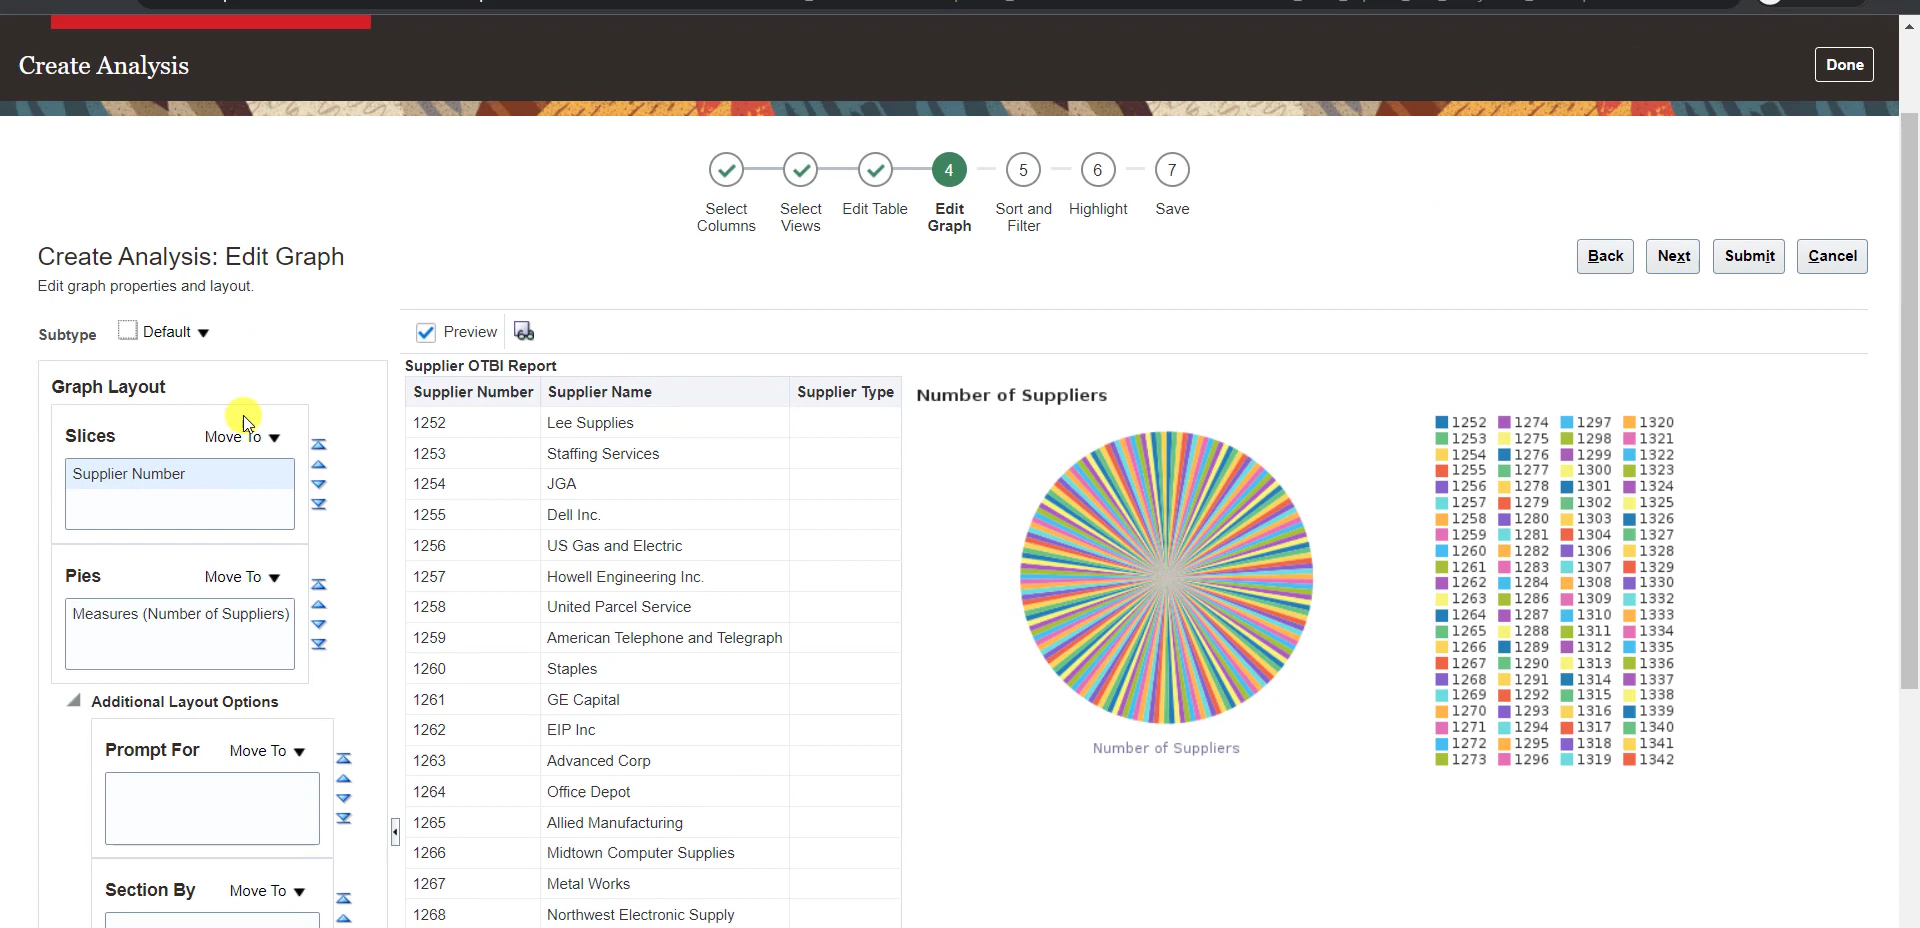 Create Analysis
Done
4
5
6
7
Select Columns
Select Views
Edit Table
Edit Graph
Sort and Filter
Highlight
Save
Create Analysis: Edit Graph
Back
Next
Submit
Cancel
Edit graph properties and layout.
Subtype
Default
Preview
Supplier OTBI Report
Graph Layout
Slices
Move To
Supplier Number
Pies
Move To
Measures (Number of Suppliers)
Additional Layout Options
Prompt For
Move To
Section By
Move To
Supplier Number Supplier Name Supplier Type
1252 Lee Supplies
1253 Staffing Services
1254 JGA
1255 Dell Inc.
1256 US Gas and Electric
1257 Howell Engineering Inc.
1258 United Parcel Service
1259 American Telephone and Telegraph
1260 Staples
1261 GE Capital
1262 EIP Inc
1263 Advanced Corp
1264 Office Depot
1265 Allied Manufacturing
1266 Midtown Computer Supplies
1267 Metal Works
1268 Northwest Electronic Supply
Number of Suppliers
Number of Suppliers
1252 1274 1297 1320
1253 1275 1298 1321
1254 1276 1299 1322
1255 1277 1300 1323
1256 1278 1301 1324
1257 1279 1302 1325
1258 1280 1303 1326
1259 1281 1304 1327
1260 1282 1306 1328
1261 1283 1307 1329
1262 1284 1308 1330
1263 1286 1309 1332
1264 1287 1310 1333
1265 1288 1311 1334
1266 1289 1312 1335
1267 1290 1313 1336
1268 1291 1314 1337
1269 1292 1315 1338
1270 1293 1316 1339
1271 1294 1317 1340
1272 1295 1318 1341
1273 1296 1319 1342